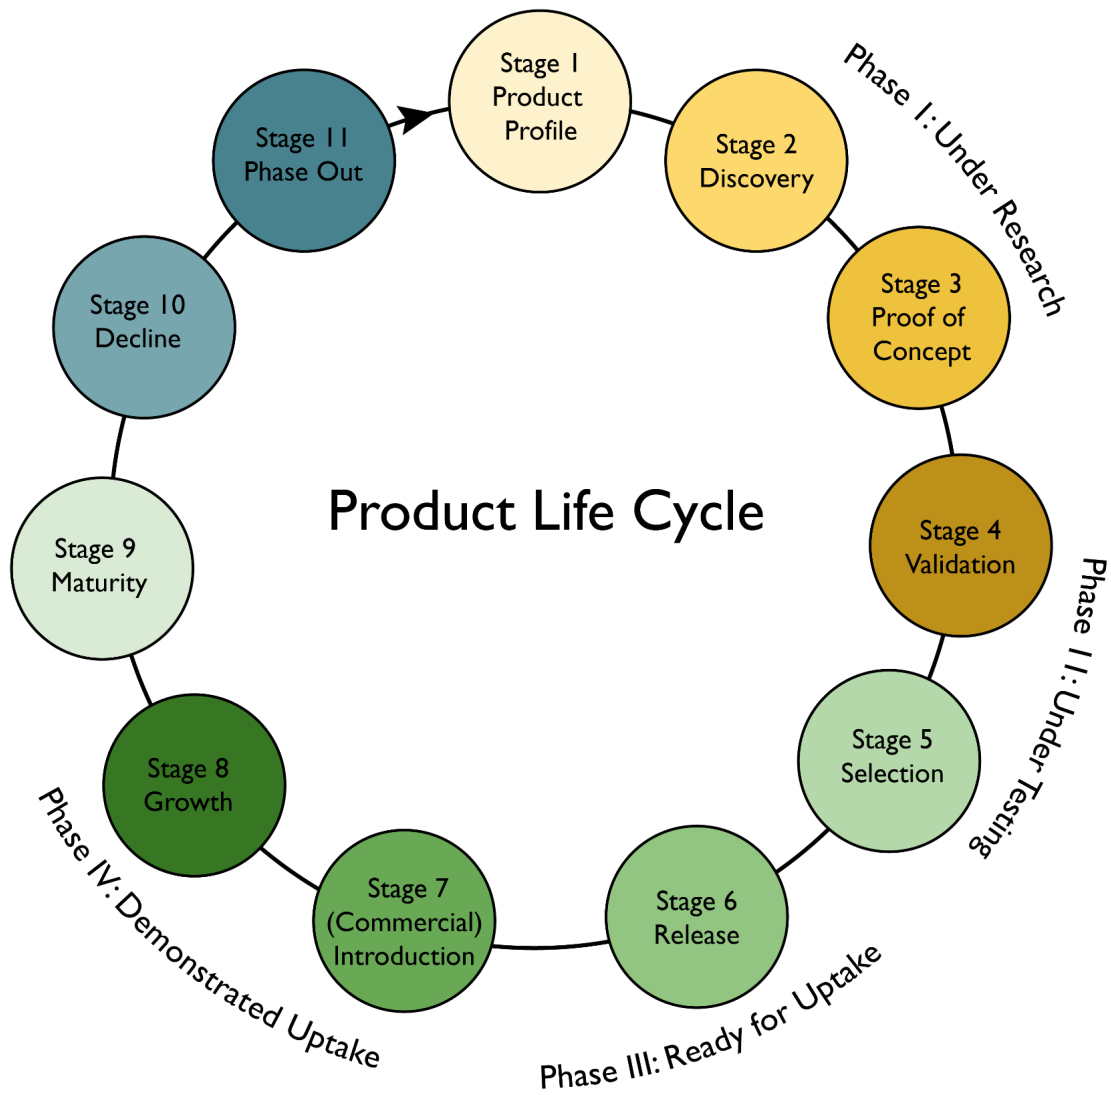 Stage 1
Product
Profile
Stage 2
Discovery
Phase I: Under Research
Stage 3
Proof of
Concept
Stage 4
Validation
Phase II: Under Testing
Stage 5
Selection
Stage 6
Release
Phase III: Ready for Uptake
Stage 7
(Commercial)
Introduction
Stage 8
Growth
Phase IV: Demonstrated Uptake
Stage 9
Maturity
Stage 10
Decline
Stage 11
Phase Out
Product Life Cycle